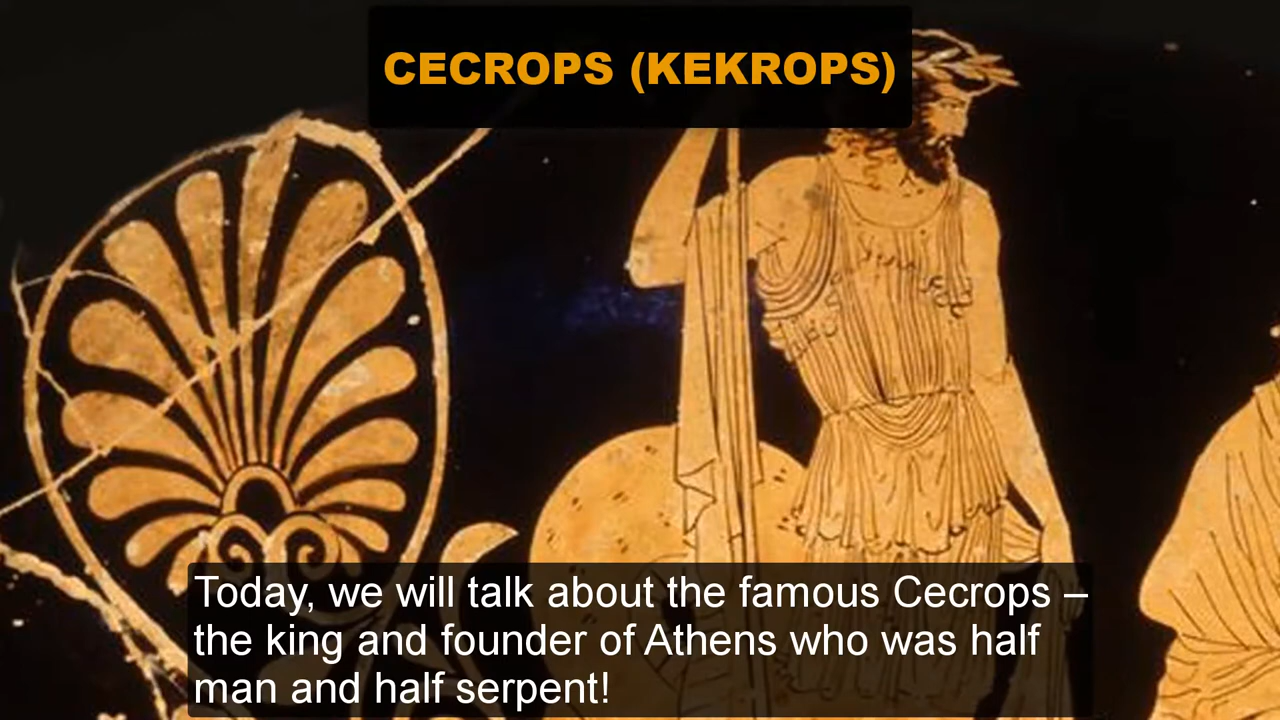 CECROPS (KEKROPS)
Today, we will talk about the famous Cecrops –
the king and founder of Athens who was half
man and half serpent!